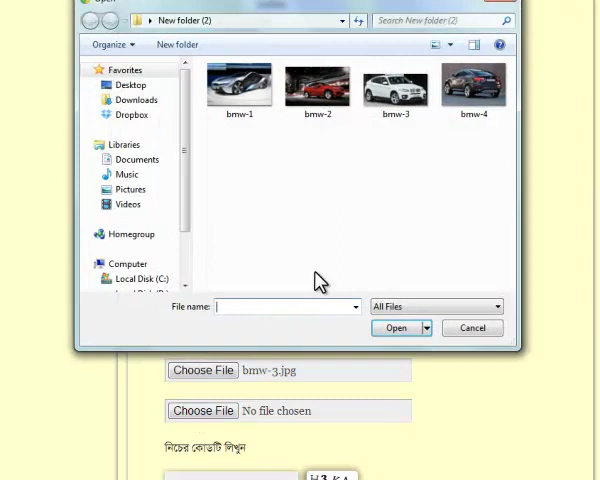 Open
New folder (2)
Search New folder (2)
Organize
New folder
Favorites
Desktop
Downloads
Dropbox
Libraries
Documents
Music
Pictures
Videos
Homegroup
Computer
Local Disk (C:)
bmw-1
bmw-2
bmw-3
bmw-4
File name:
All Files
Open
Cancel
Choose File bmw-3.jpg
Choose File No file chosen
নিচের কোডটি লিখুন